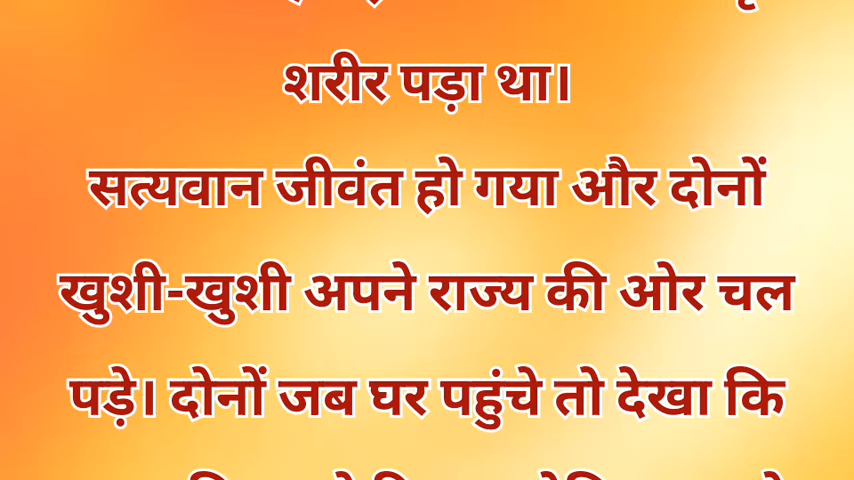 शरीर पड़ा था।
सत्यवान जीवंत हो गया और दोनों
खुशी-खुशी अपने राज्य की ओर चल
पड़े। दोनों जब घर पहुंचे तो देखा कि